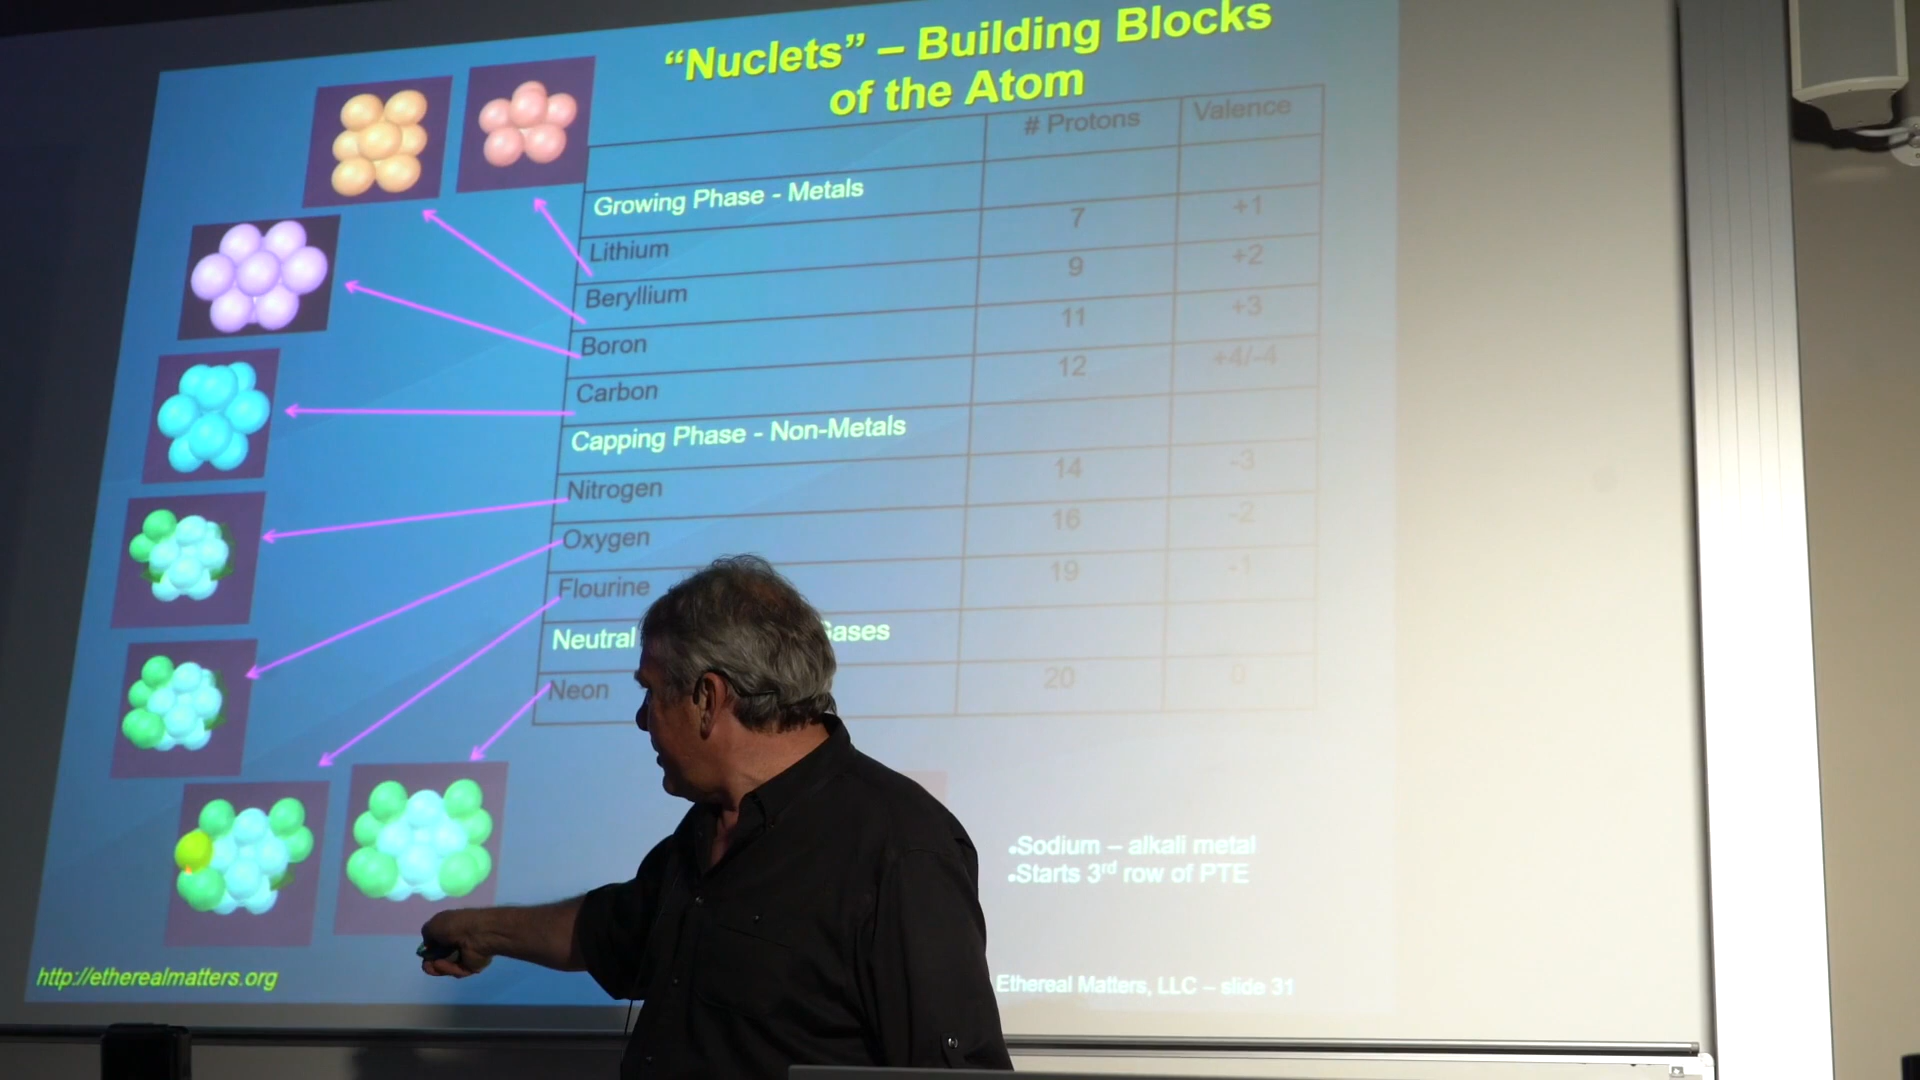 “Nuclets” – Building Blocks
of the Atom
# Protons Valence
Growing Phase - Metals
Lithium 7 +1
Beryllium 9 +2
Boron 11 +3
Carbon 12 +4/-4
Capping Phase - Non-Metals
Nitrogen 14 -3
Oxygen 16 -2
Flourine 19 -1
Neutral Gases
Neon 20 0
•Sodium – alkali metal
•Starts 3rd row of PTE
http://etherealmatters.org
Ethereal Matters, LLC – slide 31